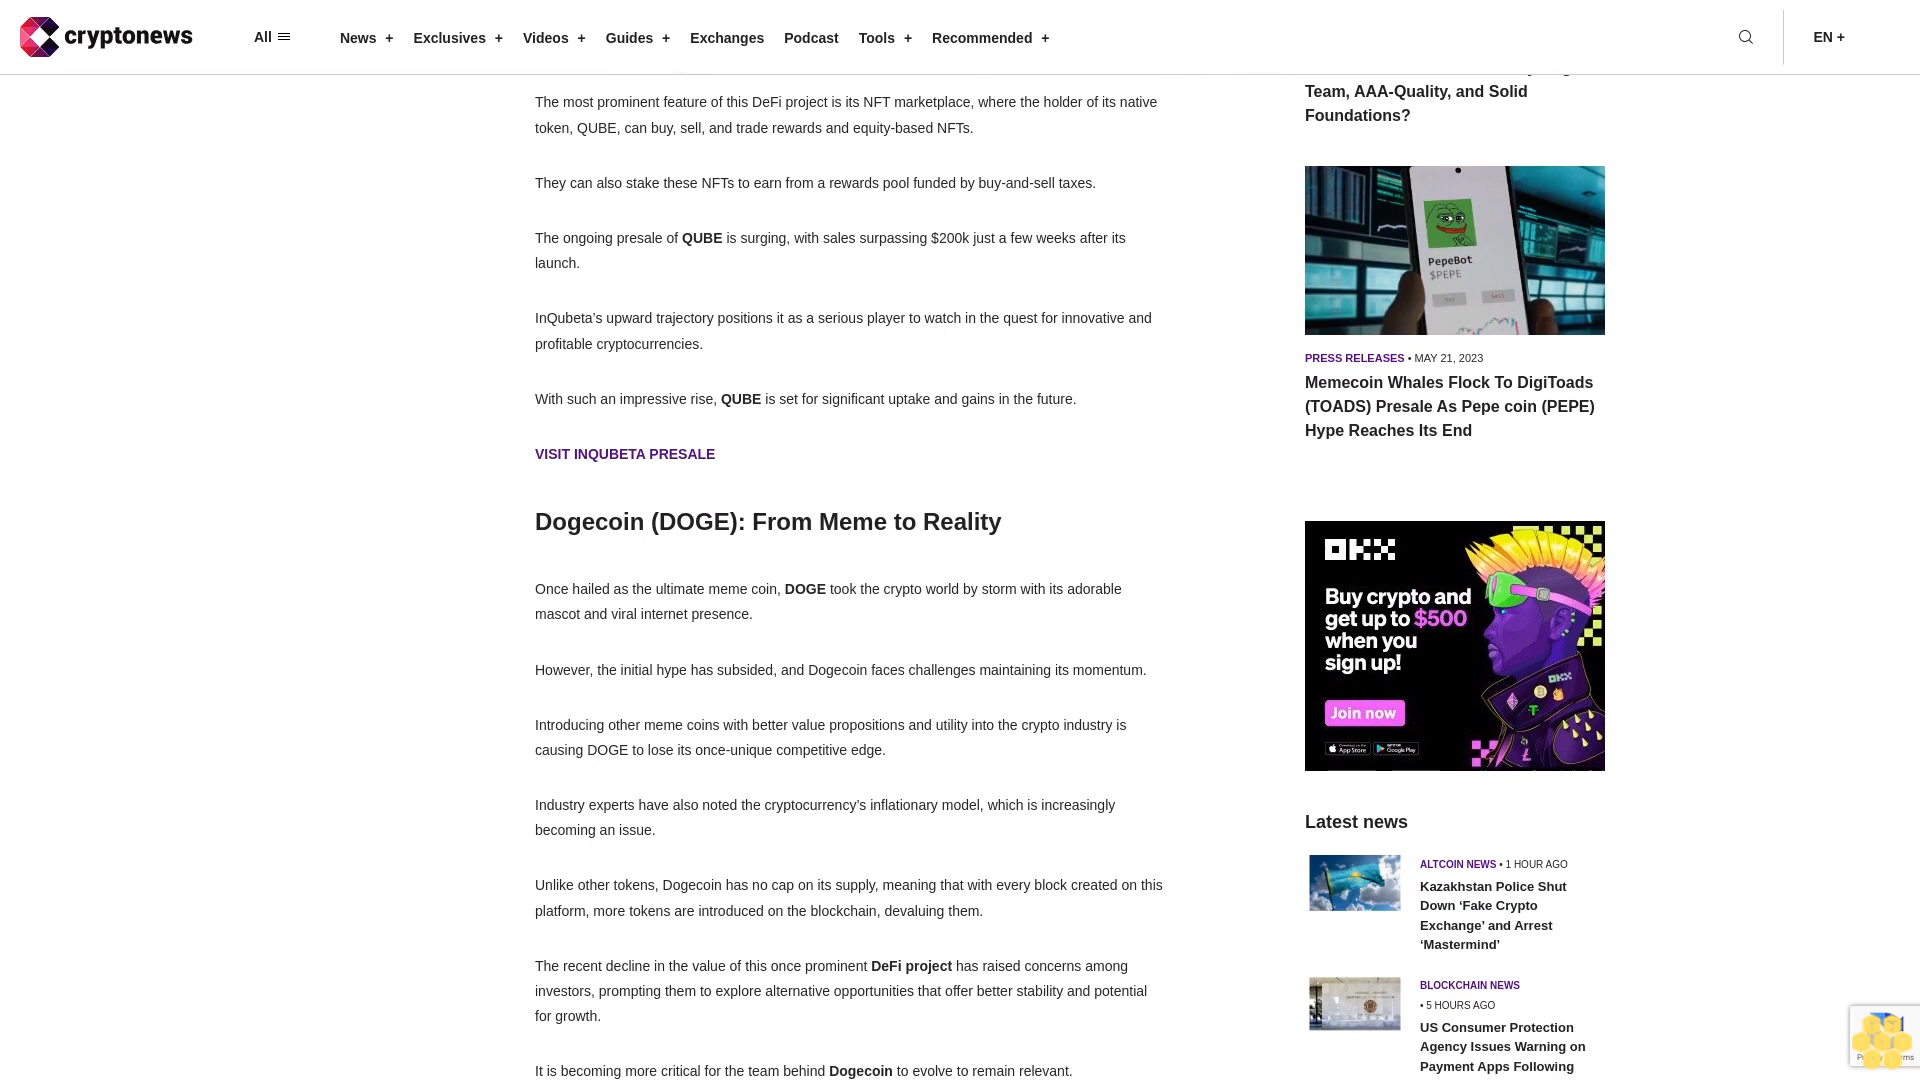 cryptonews
All
News +
Exclusives +
Videos +
Guides +
Exchanges
Podcast
Tools +
Recommended +
EN +
The most prominent feature of this DeFi project is its NFT marketplace, where the holder of its native
token, QUBE, can buy, sell, and trade rewards and equity-based NFTs.
They can also stake these NFTs to earn from a rewards pool funded by buy-and-sell taxes.
The ongoing presale of QUBE is surging, with sales surpassing $200k just a few weeks after its
launch.
InQubeta’s upward trajectory positions it as a serious player to watch in the quest for innovative and
profitable cryptocurrencies.
With such an impressive rise, QUBE is set for significant uptake and gains in the future.
VISIT INQUBETA PRESALE
Dogecoin (DOGE): From Meme to Reality
Once hailed as the ultimate meme coin, DOGE took the crypto world by storm with its adorable
mascot and viral internet presence.
However, the initial hype has subsided, and Dogecoin faces challenges maintaining its momentum.
Introducing other meme coins with better value propositions and utility into the crypto industry is
causing DOGE to lose its once-unique competitive edge.
Industry experts have also noted the cryptocurrency’s inflationary model, which is increasingly
becoming an issue.
Unlike other tokens, Dogecoin has no cap on its supply, meaning that with every block created on this
platform, more tokens are introduced on the blockchain, devaluing them.
The recent decline in the value of this once prominent DeFi project has raised concerns among
investors, prompting them to explore alternative opportunities that offer better stability and potential
for growth.
It is becoming more critical for the team behind Dogecoin to evolve to remain relevant.
Team, AAA-Quality, and Solid
Foundations?
PepeBot
$PEPE
Buy
Sell
PRESS RELEASES • MAY 21, 2023
Memecoin Whales Flock To DigiToads
(TOADS) Presale As Pepe coin (PEPE)
Hype Reaches Its End
OKX
Buy crypto and
get up to $500
when you
sign up!
Join now
App Store
Google Play
OKX
Latest news
ALTCOIN NEWS • 1 HOUR AGO
Kazakhstan Police Shut
Down ‘Fake Crypto
Exchange’ and Arrest
‘Mastermind’
BLOCKCHAIN NEWS
• 5 HOURS AGO
US Consumer Protection
Agency Issues Warning on
Payment Apps Following